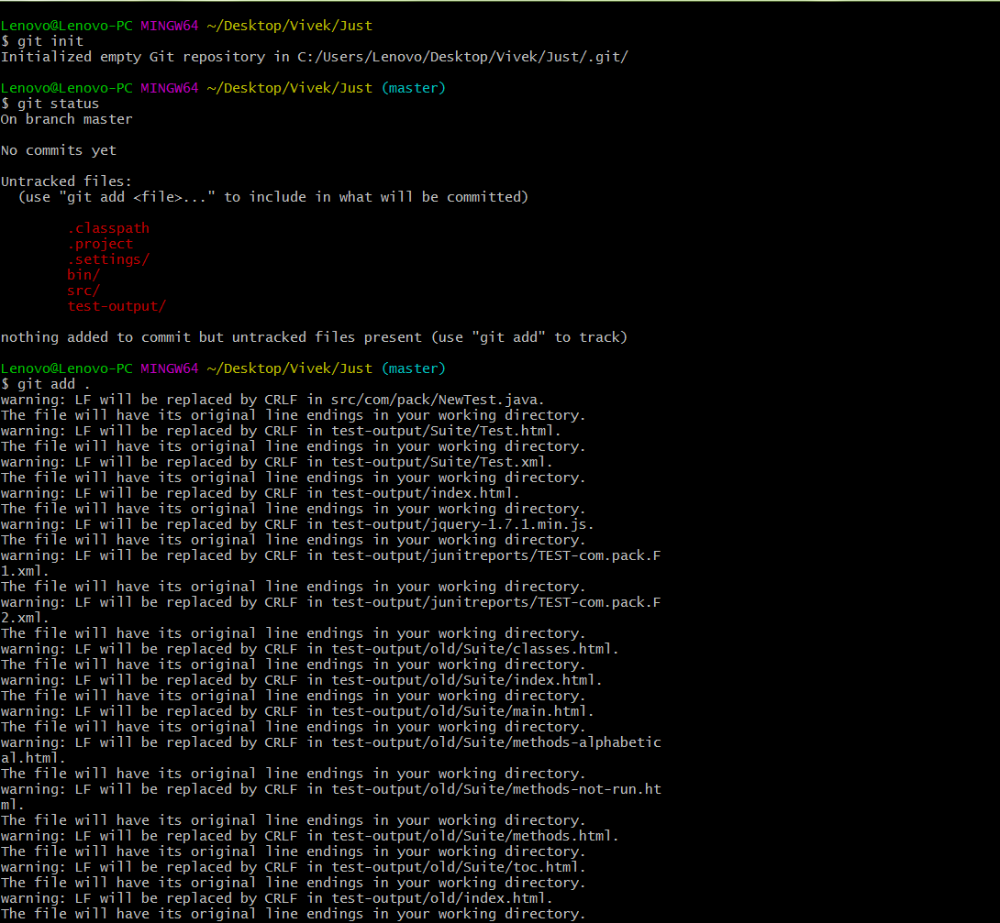 Lenovo@Lenovo-PC MINGW64 ~/Desktop/Vivek/Just
$ git init
Initialized empty Git repository in C:/Users/Lenovo/Desktop/Vivek/Just/.git/
Lenovo@Lenovo-PC MINGW64 ~/Desktop/Vivek/Just (master)
$ git status
On branch master
No commits yet
Untracked files:
(use "git add <file>..." to include in what will be committed)
.classpath
.project
.settings/
bin/
src/
test-output/
nothing added to commit but untracked files present (use "git add" to track)
Lenovo@Lenovo-PC MINGW64 ~/Desktop/Vivek/Just (master)
$ git add .
warning: LF will be replaced by CRLF in src/com/pack/NewTest.java.
The file will have its original line endings in your working directory.
warning: LF will be replaced by CRLF in test-output/Suite/Test.html.
The file will have its original line endings in your working directory.
warning: LF will be replaced by CRLF in test-output/Suite/Test.xml.
The file will have its original line endings in your working directory.
warning: LF will be replaced by CRLF in test-output/index.html.
The file will have its original line endings in your working directory.
warning: LF will be replaced by CRLF in test-output/jquery-1.7.1.min.js.
The file will have its original line endings in your working directory.
warning: LF will be replaced by CRLF in test-output/junitreports/TEST-com.pack.F
1.xml.
The file will have its original line endings in your working directory.
warning: LF will be replaced by CRLF in test-output/junitreports/TEST-com.pack.F
2.xml.
The file will have its original line endings in your working directory.
warning: LF will be replaced by CRLF in test-output/old/Suite/classes.html.
The file will have its original line endings in your working directory.
warning: LF will be replaced by CRLF in test-output/old/Suite/index.html.
The file will have its original line endings in your working directory.
warning: LF will be replaced by CRLF in test-output/old/Suite/main.html.
The file will have its original line endings in your working directory.
warning: LF will be replaced by CRLF in test-output/old/Suite/methods-alphabetic
al.html.
The file will have its original line endings in your working directory.
warning: LF will be replaced by CRLF in test-output/old/Suite/methods-not-run.ht
ml.
The file will have its original line endings in your working directory.
warning: LF will be replaced by CRLF in test-output/old/Suite/methods.html.
The file will have its original line endings in your working directory.
warning: LF will be replaced by CRLF in test-output/old/Suite/toc.html.
The file will have its original line endings in your working directory.
warning: LF will be replaced by CRLF in test-output/old/index.html.
The file will have its original line endings in your working directory.